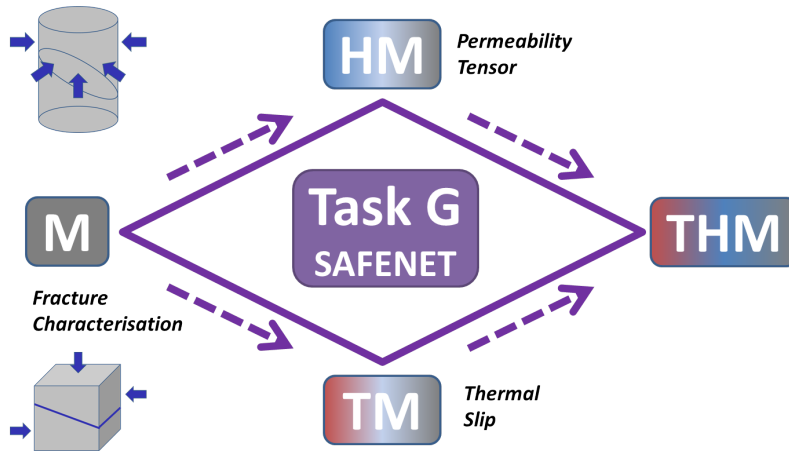 HM
Permeability
Tensor
M
Task G
SAFENET
THM
Fracture
Characterisation
TM
Thermal
Slip